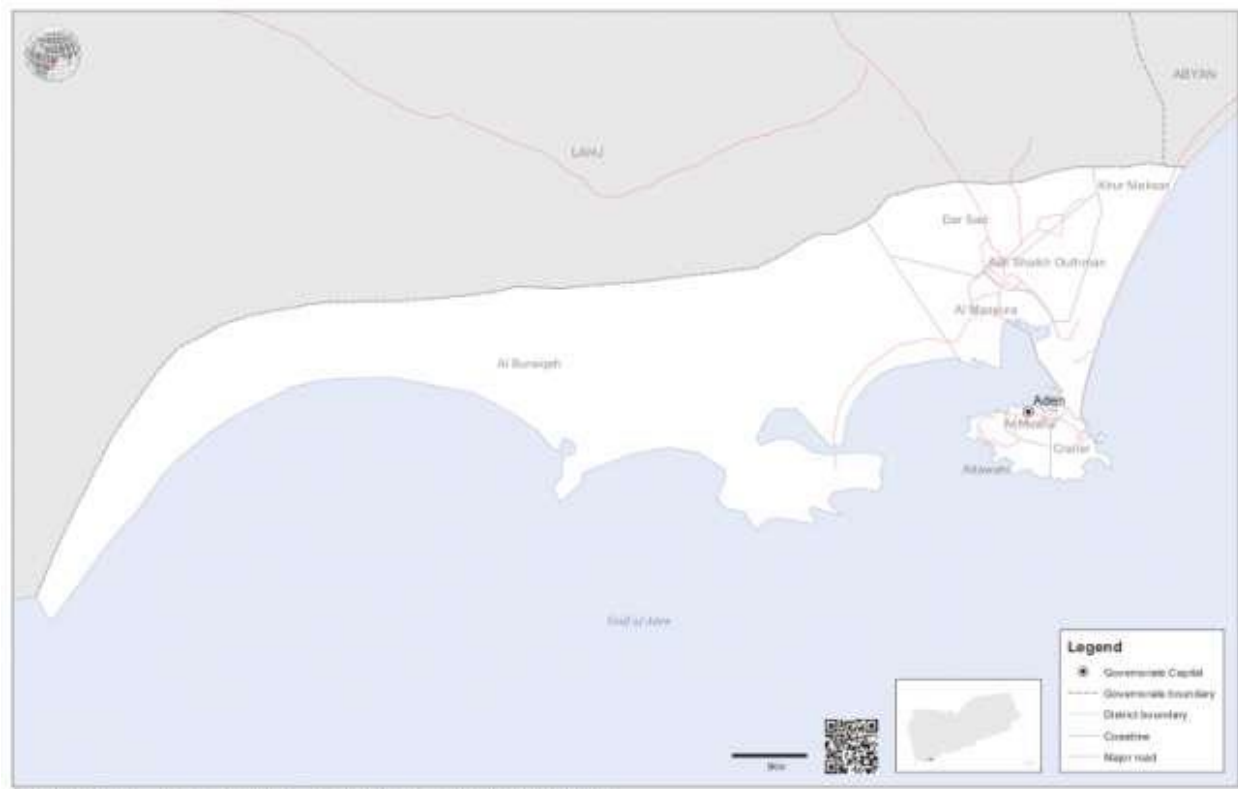 ABYAN
LAHJ
Khur Maksar
Dar Sad
Ash Shaikh Outhman
Al Mansura
Al Buraiqeh
Aden
Al Mualla
Crater
Attawahi
Gulf of Aden
Legend
Governorate Capital
Governorate boundary
District boundary
Coastline
Major road